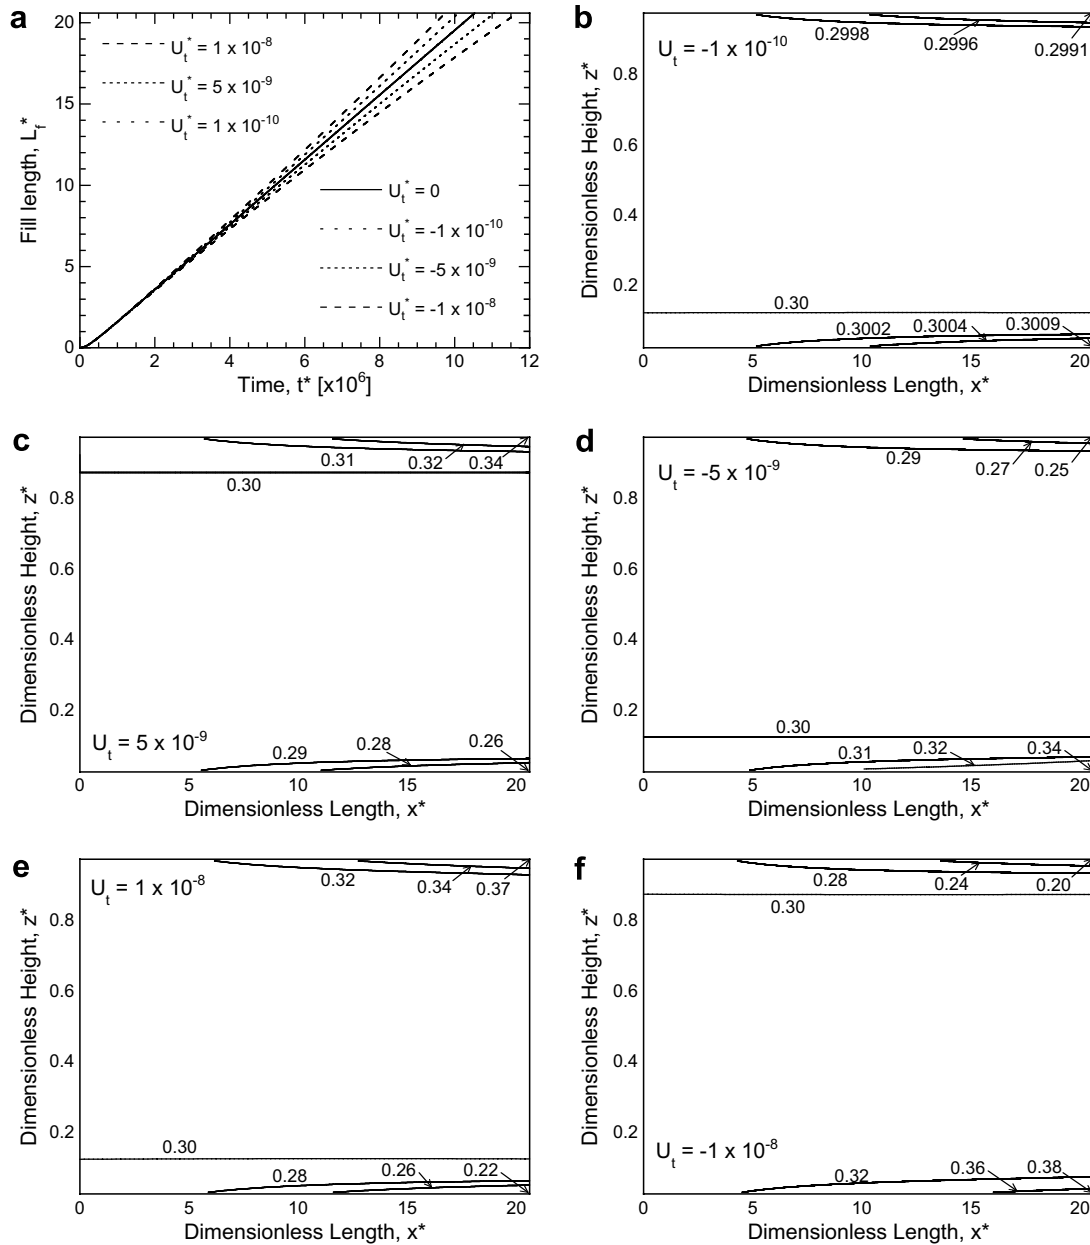 a
Fill length, L_f^*
20
15
10
5
0
U_t^* = 1 x 10^-8
U_t^* = 5 x 10^-9
U_t^* = 1 x 10^-10
U_t^* = 0
U_t^* = -1 x 10^-10
U_t^* = -5 x 10^-9
U_t^* = -1 x 10^-8
0 2 4 6 8 10 12
Time, t* [x10^6]
b
Dimensionless Height, z*
0.8
0.6
0.4
0.2
U_t = -1 x 10^-10
0.2998 0.2996 0.2991
0.30
0.3002 0.3004 0.3009
0 5 10 15 20
Dimensionless Length, x*
c
Dimensionless Height, z*
0.8
0.6
0.4
0.2
0.31 0.32 0.34
0.30
U_t = 5 x 10^-9
0.29 0.28 0.26
0 5 10 15 20
Dimensionless Length, x*
d
Dimensionless Height, z*
0.8
0.6
0.4
0.2
U_t = -5 x 10^-9
0.29 0.27 0.25
0.30
0.31 0.32 0.34
0 5 10 15 20
Dimensionless Length, x*
e
Dimensionless Height, z*
0.8
0.6
0.4
0.2
U_t = 1 x 10^-8
0.32 0.34 0.37
0.30
0.28 0.26 0.22
0 5 10 15 20
Dimensionless Length, x*
f
Dimensionless Height, z*
0.8
0.6
0.4
0.2
0.28 0.24 0.20
0.30
U_t = -1 x 10^-8
0.32 0.36 0.38
0 5 10 15 20
Dimensionless Length, x*